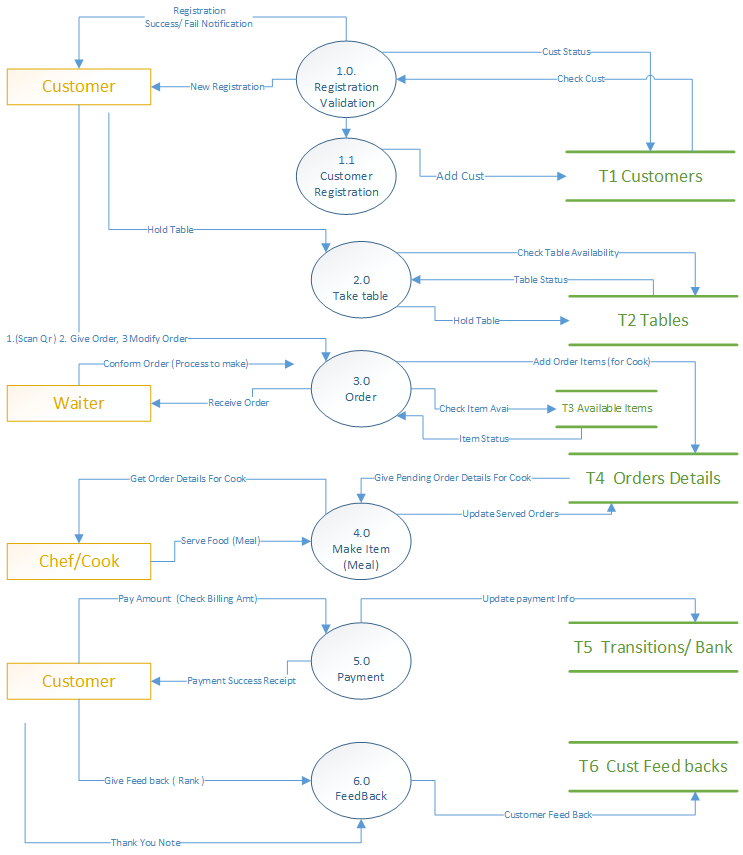 Registration
Success/ Fail Notification
Cust Status
1.0.
Registration
Validation
Customer
New Registration
Check Cust
1.1
Customer
Registration
Add Cust
T1 Customers
Hold Table
Check Table Availability
2.0
Take table
Table Status
Hold Table
T2 Tables
1.(Scan Qr) 2. Give Order, 3 Modify Order
Conform Order (Process to make)
Add Order Items (for Cook)
3.0
Order
Waiter
Receive Order
Check Item Avai
T3 Available Items
Item Status
Get Order Details For Cook
Give Pending Order Details For Cook
T4 Orders Details
Update Served Orders
4.0
Make Item
(Meal)
Serve Food (Meal)
Chef/Cook
Pay Amount (Check Billing Amt)
Update payment Info
T5 Transitions/ Bank
5.0
Payment
Customer
Payment Success Receipt
T6 Cust Feed backs
Give Feed back ( Rank )
6.0
FeedBack
Customer Feed Back
Thank You Note